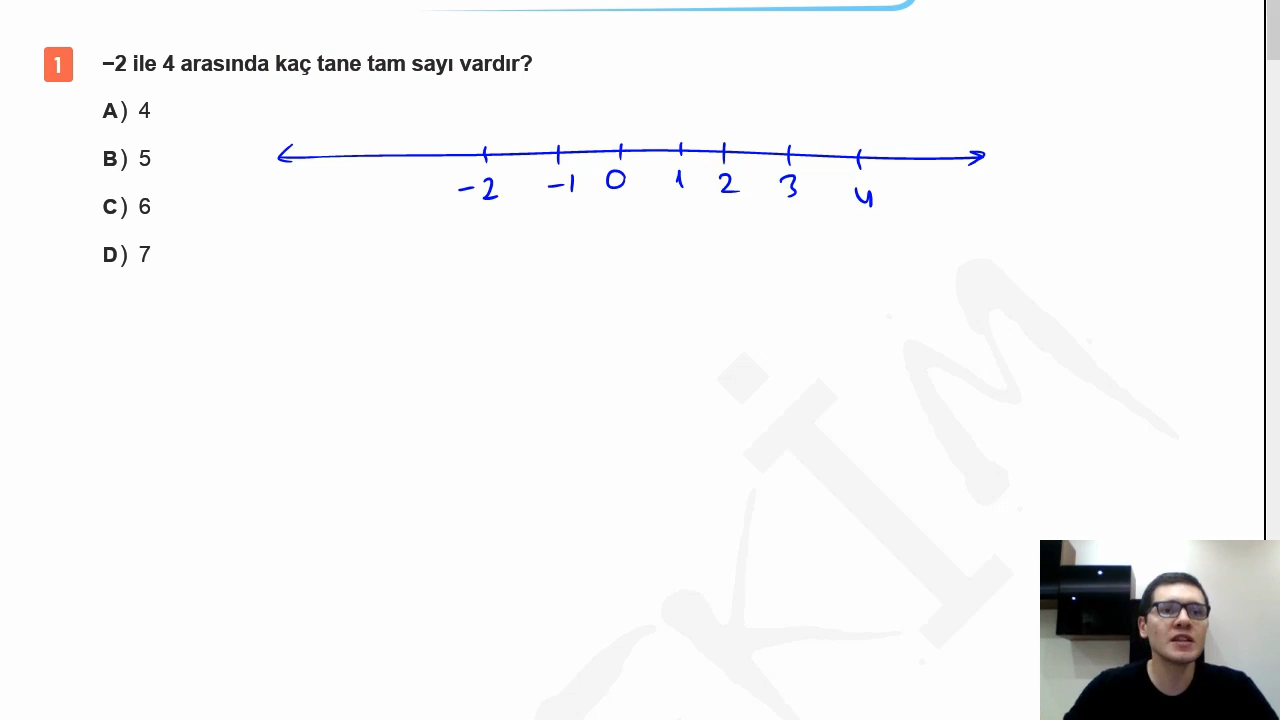 1 −2 ile 4 arasında kaç tane tam sayı vardır?
A) 4
B) 5
C) 6
D) 7
-2 -1 0 1 2 3 4
KİM